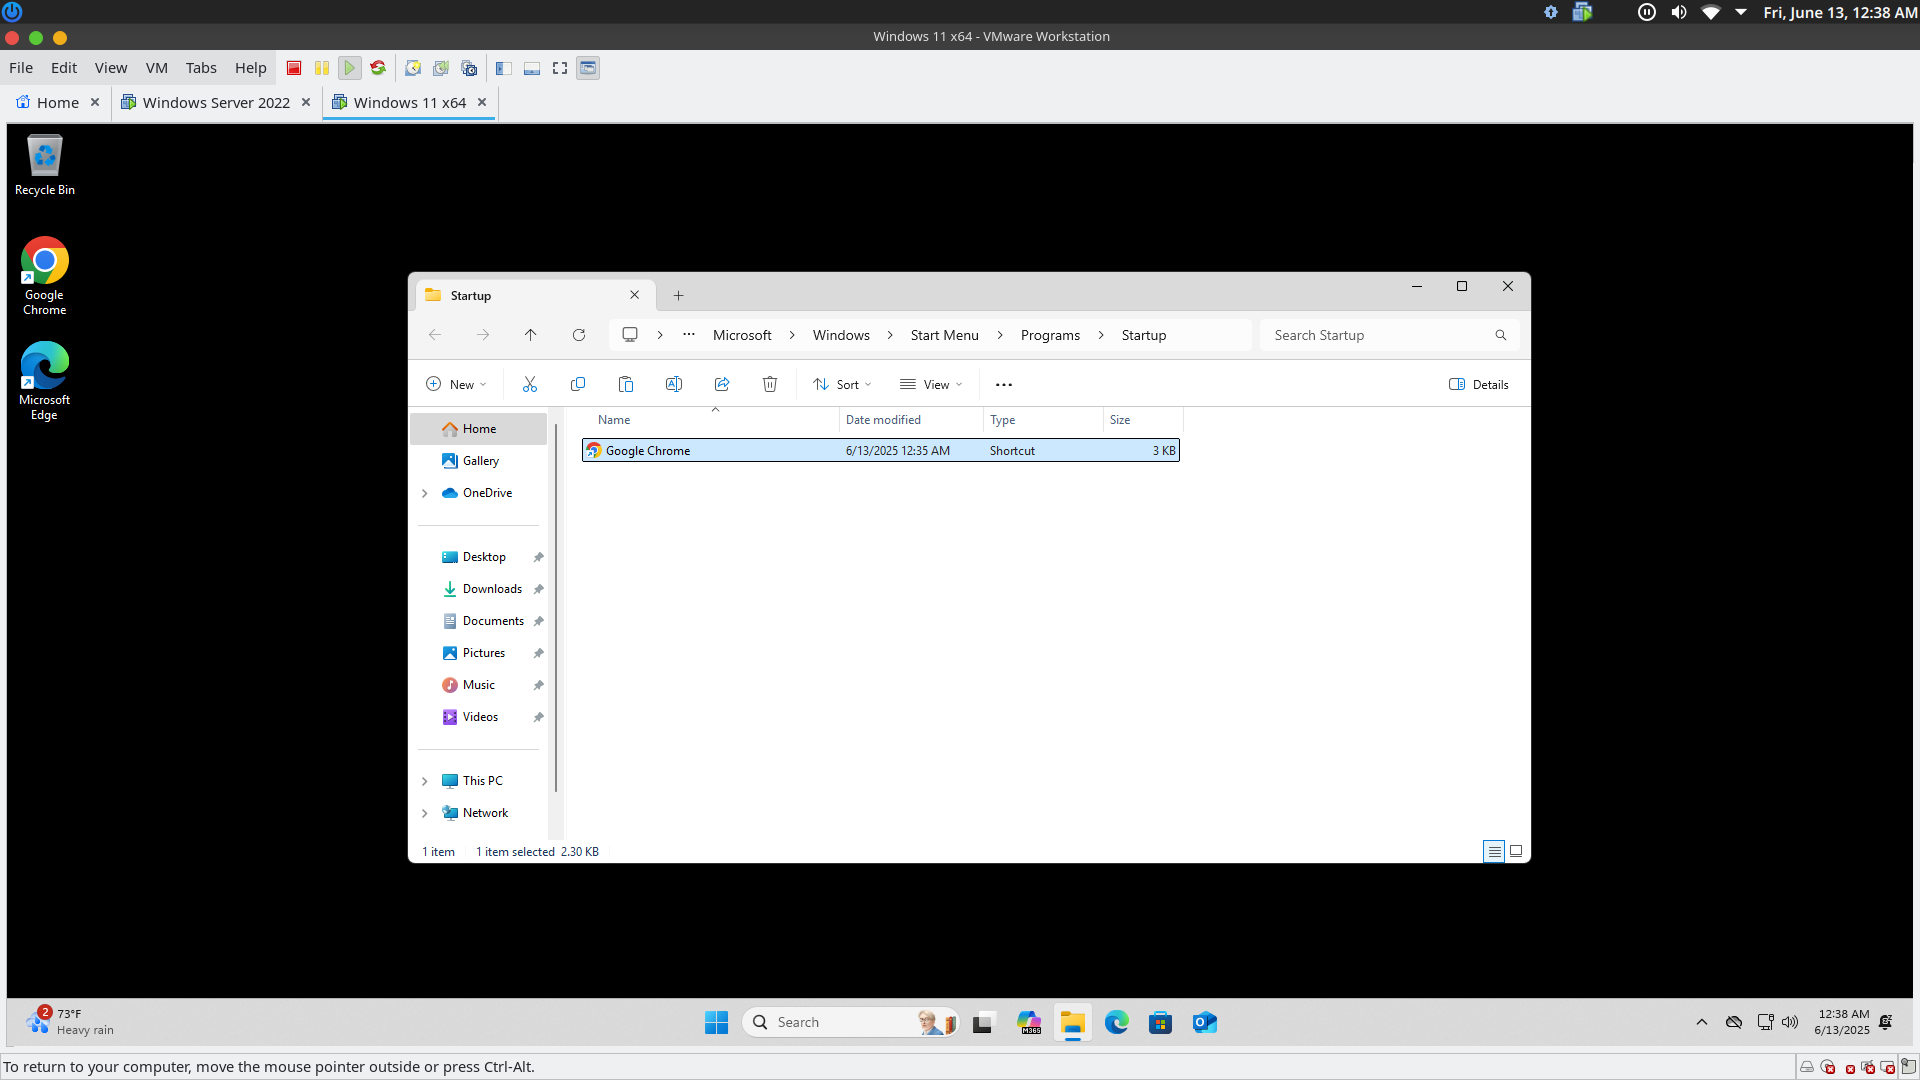 Fri, June 13, 12:38 AM
Windows 11 x64 - VMware Workstation
File Edit View VM Tabs Help
Home Windows Server 2022 Windows 11 x64
Recycle Bin
Google
Chrome
Microsoft
Edge
Startup
Microsoft Windows Start Menu Programs Startup
Search Startup
New Sort View Details
Name Date modified Type Size
Google Chrome 6/13/2025 12:35 AM Shortcut 3 KB
Home
Gallery
OneDrive
Desktop
Downloads
Documents
Pictures
Music
Videos
This PC
Network
1 item 1 item selected 2.30 KB
2
73°F
Heavy rain
Search
M365
12:38 AM
6/13/2025
To return to your computer, move the mouse pointer outside or press Ctrl-Alt.